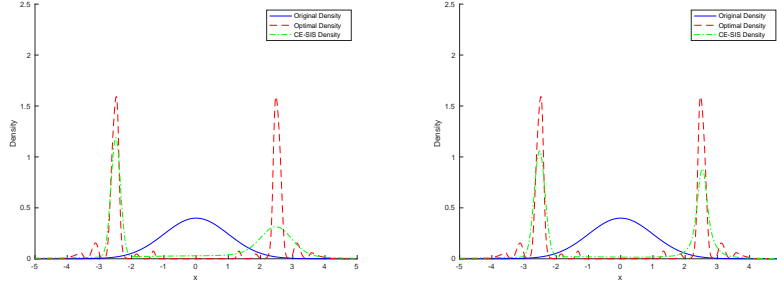 2.5
Original Density
Optimal Density
CE-SIS Density
2
1.5
Density
1
0.5
0
-5 -4 -3 -2 -1 0 1 2 3 4 5
x
2.5
Original Density
Optimal Density
CE-SIS Density
2
1.5
Density
1
0.5
0
-5 -4 -3 -2 -1 0 1 2 3 4 5
x